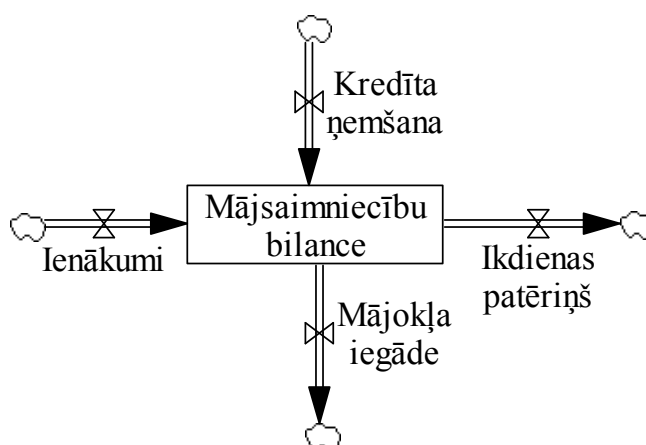 Kredīta
ņemšana
Mājsaimniecību
bilance
Ienākumi
Ikdienas
patēriņš
Mājokļa
iegāde